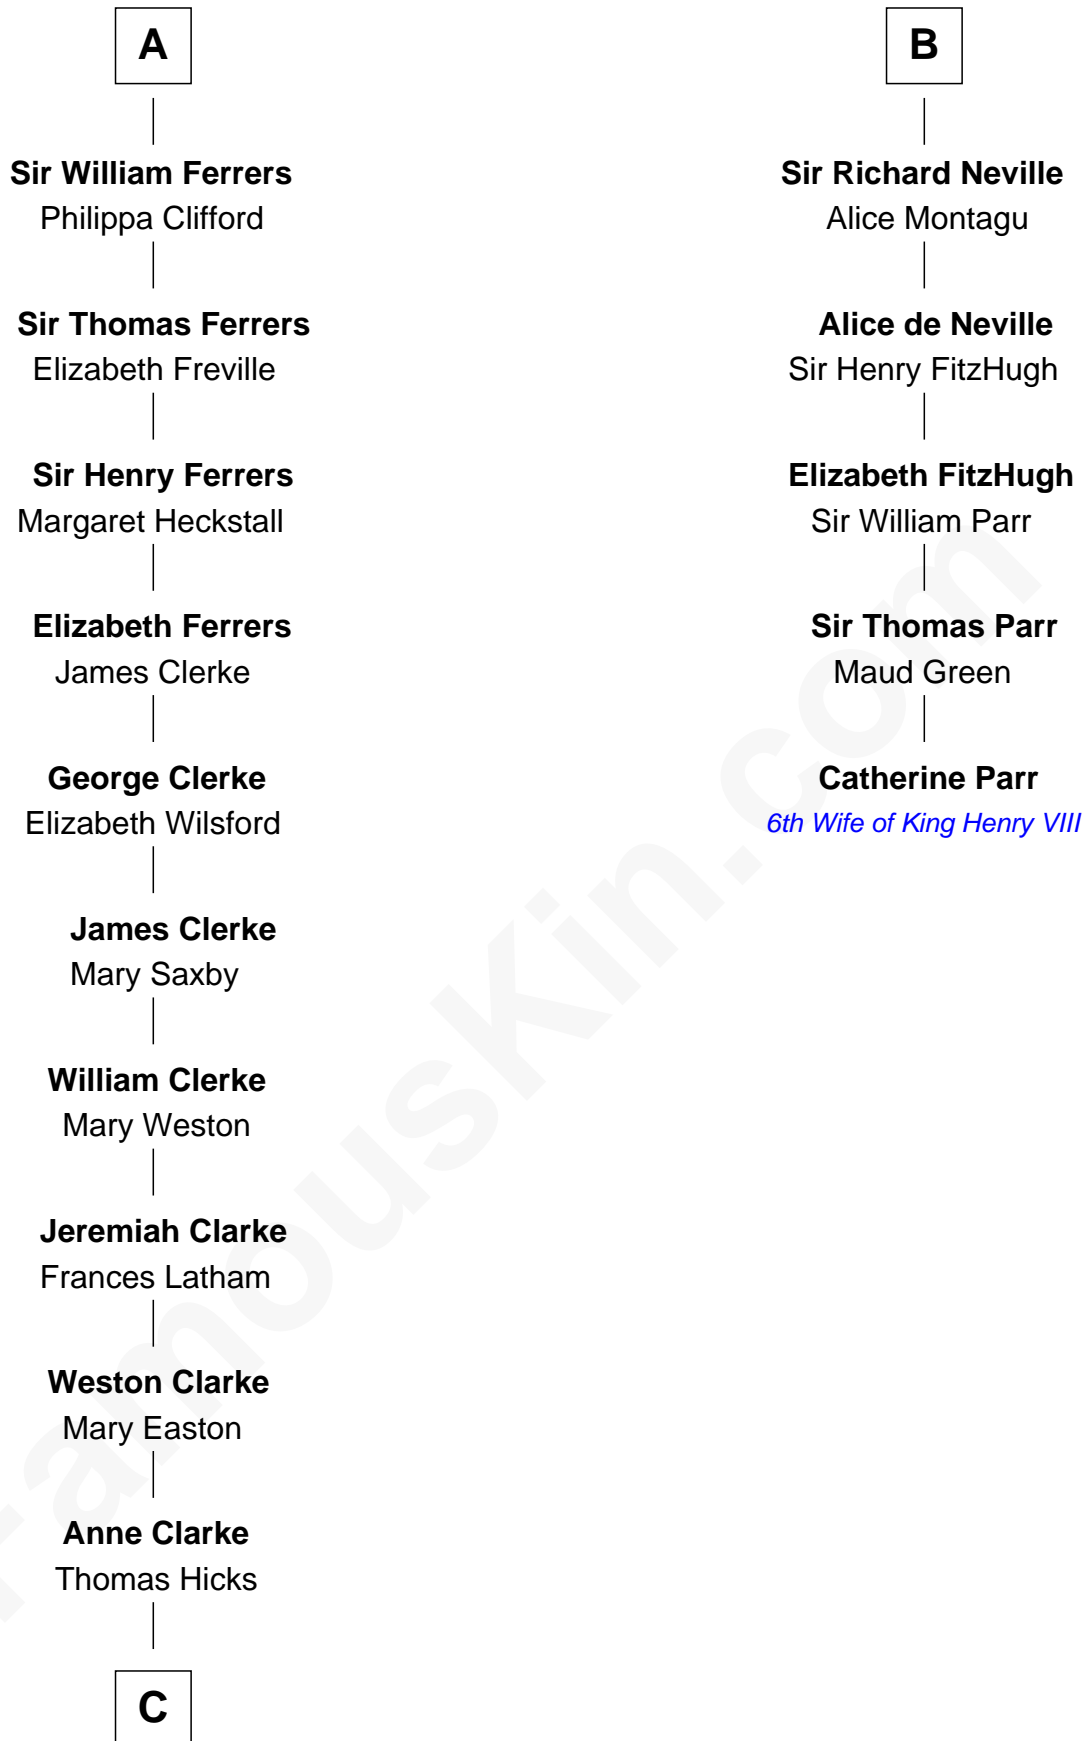 A
Sir William Ferrers
Philippa Clifford
Sir Thomas Ferrers
Elizabeth Freville
Sir Henry Ferrers
Margaret Heckstall
Elizabeth Ferrers
James Clerke
George Clerke
Elizabeth Wilsford
James Clerke
Mary Saxby
William Clerke
Mary Weston
Jeremiah Clarke
Frances Latham
Weston Clarke
Mary Easton
Anne Clarke
Thomas Hicks
C
B
Sir Richard Neville
Alice Montagu
Alice de Neville
Sir Henry FitzHugh
Elizabeth FitzHugh
Sir William Parr
Sir Thomas Parr
Maud Green
Catherine Parr
6th Wife of King Henry VIII
FamousKin.com